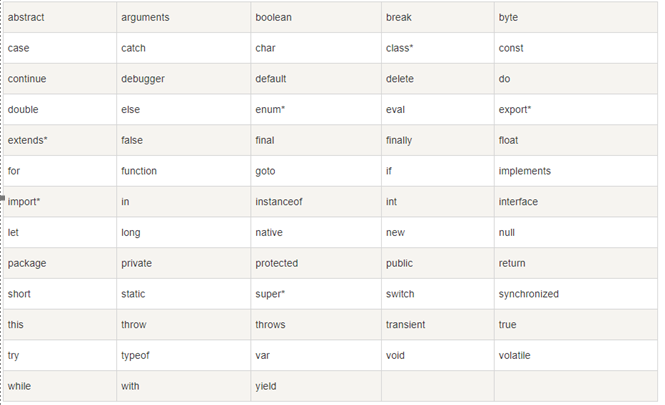 abstract arguments boolean break byte
case catch char class* const
continue debugger default delete do
double else enum* eval export*
extends* false final finally float
for function goto if implements
import* in instanceof int interface
let long native new null
package private protected public return
short static super* switch synchronized
this throw throws transient true
try typeof var void volatile
while with yield